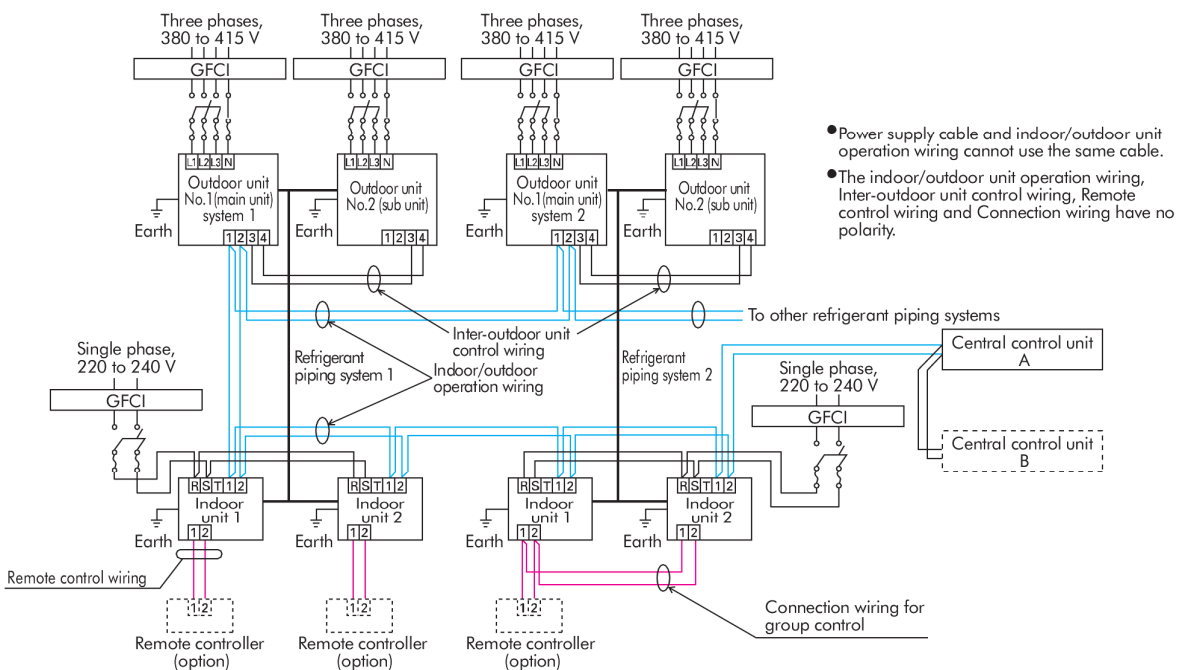 Three phases,
380 to 415 V
Three phases,
380 to 415 V
Three phases,
380 to 415 V
Three phases,
380 to 415 V
GFCI
GFCI
GFCI
GFCI
L1 L2 L3 N
L1 L2 L3 N
L1 L2 L3 N
L1 L2 L3 N
Outdoor unit
No.1(main unit)
system 1
Outdoor unit
No.2 (sub unit)
Outdoor unit
No.1(main unit)
system 2
Outdoor unit
No.2 (sub unit)
Earth
Earth
Earth
Earth
1 2 3 4
1 2 3 4
1 2 3 4
1 2 3 4
●Power supply cable and indoor/outdoor unit
operation wiring cannot use the same cable.
●The indoor/outdoor unit operation wiring,
Inter-outdoor unit control wiring, Remote
control wiring and Connection wiring have no
polarity.
To other refrigerant piping systems
Inter-outdoor unit
control wiring
Refrigerant
piping system 1
Indoor/outdoor
operation wiring
Refrigerant
piping system 2
Single phase,
220 to 240 V
GFCI
Single phase,
220 to 240 V
GFCI
Central control unit
A
Central control unit
B
R S T 1 2
R S T 1 2
R S T 1 2
R S T 1 2
Indoor
unit 1
Indoor
unit 2
Indoor
unit 1
Indoor
unit 2
1 2
1 2
1 2
1 2
Earth
Earth
Earth
Earth
Remote control wiring
1 2
1 2
1 2
Remote controller
(option)
Remote controller
(option)
Remote controller
(option)
Connection wiring for
group control